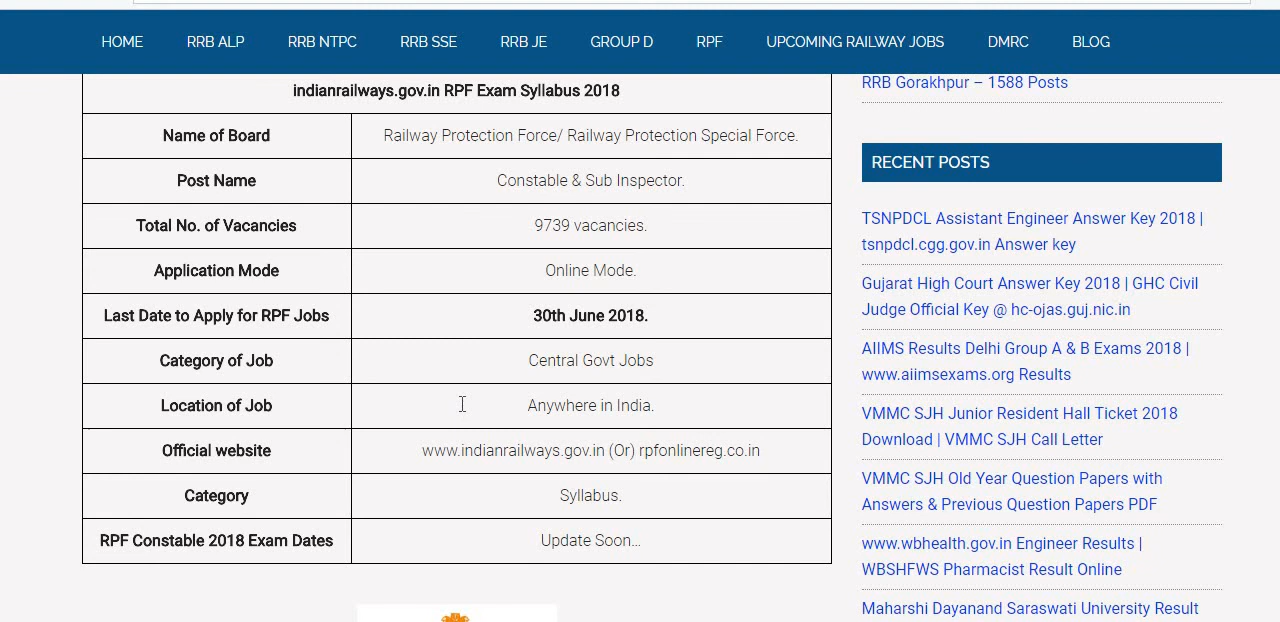 HOME RRB ALP RRB NTPC RRB SSE RRB JE GROUP D RPF UPCOMING RAILWAY JOBS DMRC BLOG
indianrailways.gov.in RPF Exam Syllabus 2018
Name of Board Railway Protection Force/ Railway Protection Special Force.
Post Name Constable & Sub Inspector.
Total No. of Vacancies 9739 vacancies.
Application Mode Online Mode.
Last Date to Apply for RPF Jobs 30th June 2018.
Category of Job Central Govt Jobs
Location of Job Anywhere in India.
Official website www.indianrailways.gov.in (Or) rpfonlinereg.co.in
Category Syllabus.
RPF Constable 2018 Exam Dates Update Soon...
RRB Gorakhpur – 1588 Posts
RECENT POSTS
TSNPDCL Assistant Engineer Answer Key 2018 |
tsnpdcl.cgg.gov.in Answer key
Gujarat High Court Answer Key 2018 | GHC Civil
Judge Official Key @ hc-ojas.guj.nic.in
AIIMS Results Delhi Group A & B Exams 2018 |
www.aiimsexams.org Results
VMMC SJH Junior Resident Hall Ticket 2018
Download | VMMC SJH Call Letter
VMMC SJH Old Year Question Papers with
Answers & Previous Question Papers PDF
www.wbhealth.gov.in Engineer Results |
WBSHFWS Pharmacist Result Online
Maharshi Dayanand Saraswati University Result